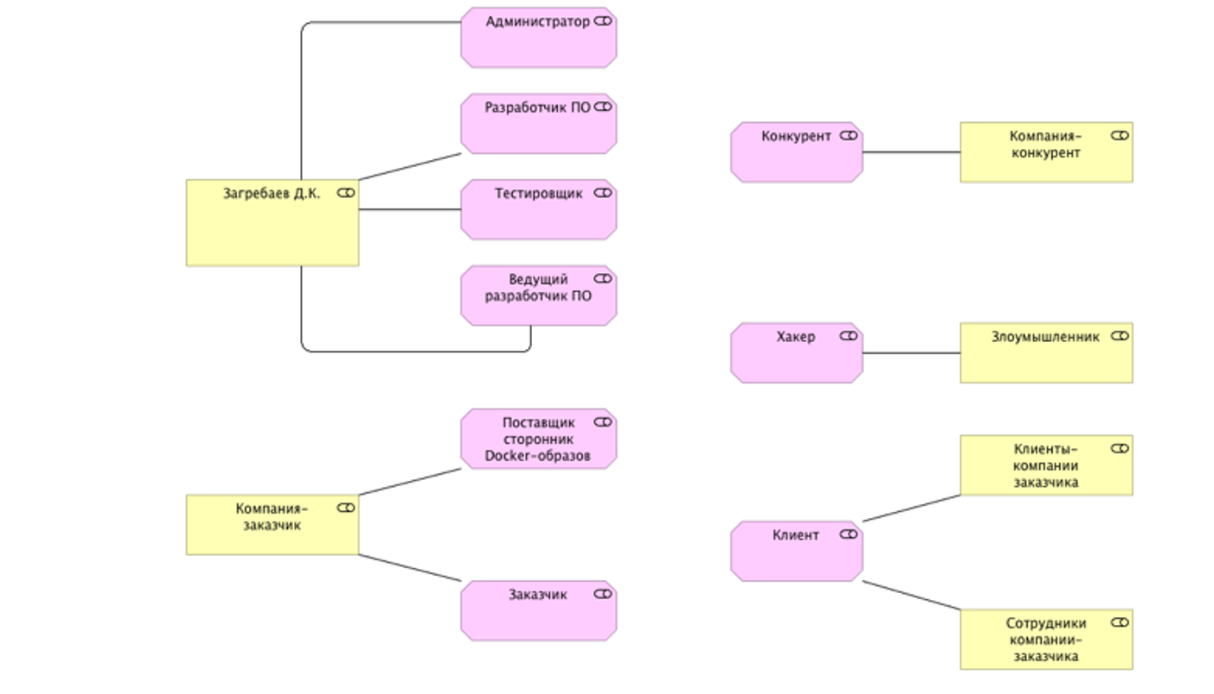 Администратор
Разработчик ПО
Загребаев Д.К.
Тестировщик
Ведущий
разработчик ПО
Поставщик
сторонник
Docker-образов
Компания-
заказчик
Заказчик
Конкурент
Компания-
конкурент
Хакер
Злоумышленник
Клиенты-
компании
заказчика
Клиент
Сотрудники
компании-
заказчика